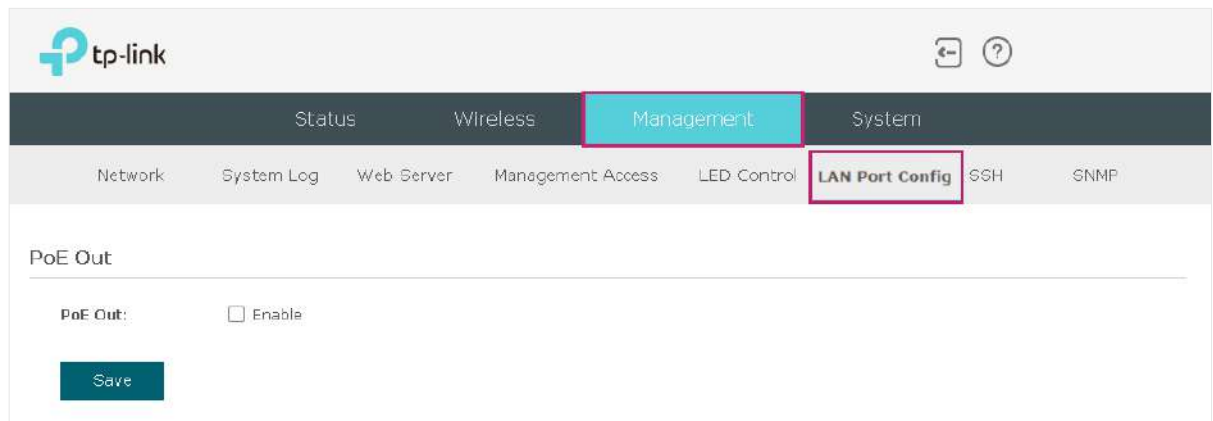 tp-link
Status Wireless Management System
Network System Log Web Server Management Access LED Control LAN Port Config SSH SNMP
PoE Out
PoE Out: Enable
Save